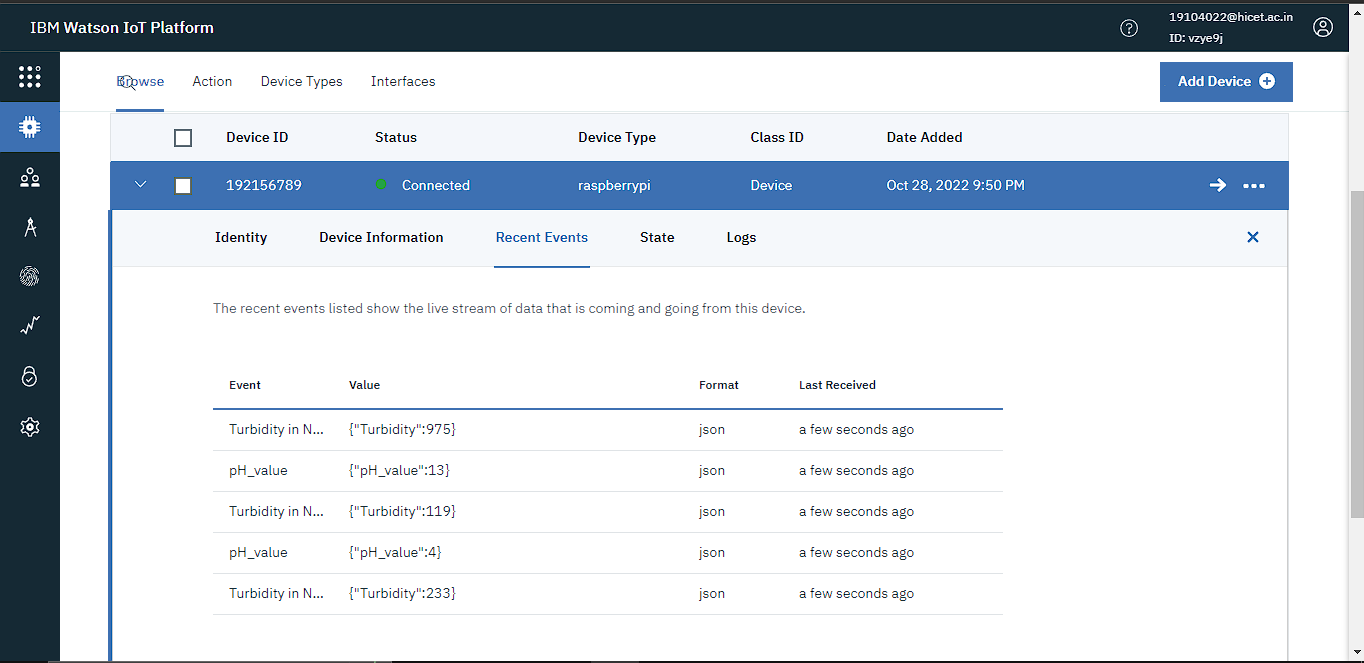 IBM Watson IoT Platform
19104022@hicet.ac.in
ID: vzye9j
Browse Action Device Types Interfaces
Add Device
Device ID Status Device Type Class ID Date Added
192156789 Connected raspberrypi Device Oct 28, 2022 9:50 PM
Identity Device Information Recent Events State Logs
The recent events listed show the live stream of data that is coming and going from this device.
Event Value Format Last Received
Turbidity in N... {"Turbidity":975} json a few seconds ago
pH_value {"pH_value":13} json a few seconds ago
Turbidity in N... {"Turbidity":119} json a few seconds ago
pH_value {"pH_value":4} json a few seconds ago
Turbidity in N... {"Turbidity":233} json a few seconds ago